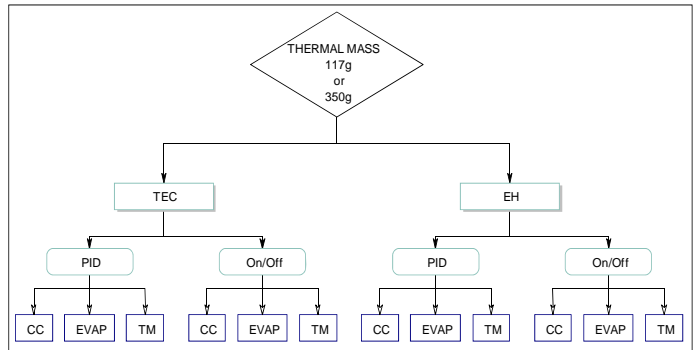 THERMAL MASS
117g
or
350g
TEC
EH
PID
On/Off
PID
On/Off
CC
EVAP
TM
CC
EVAP
TM
CC
EVAP
TM
CC
EVAP
TM